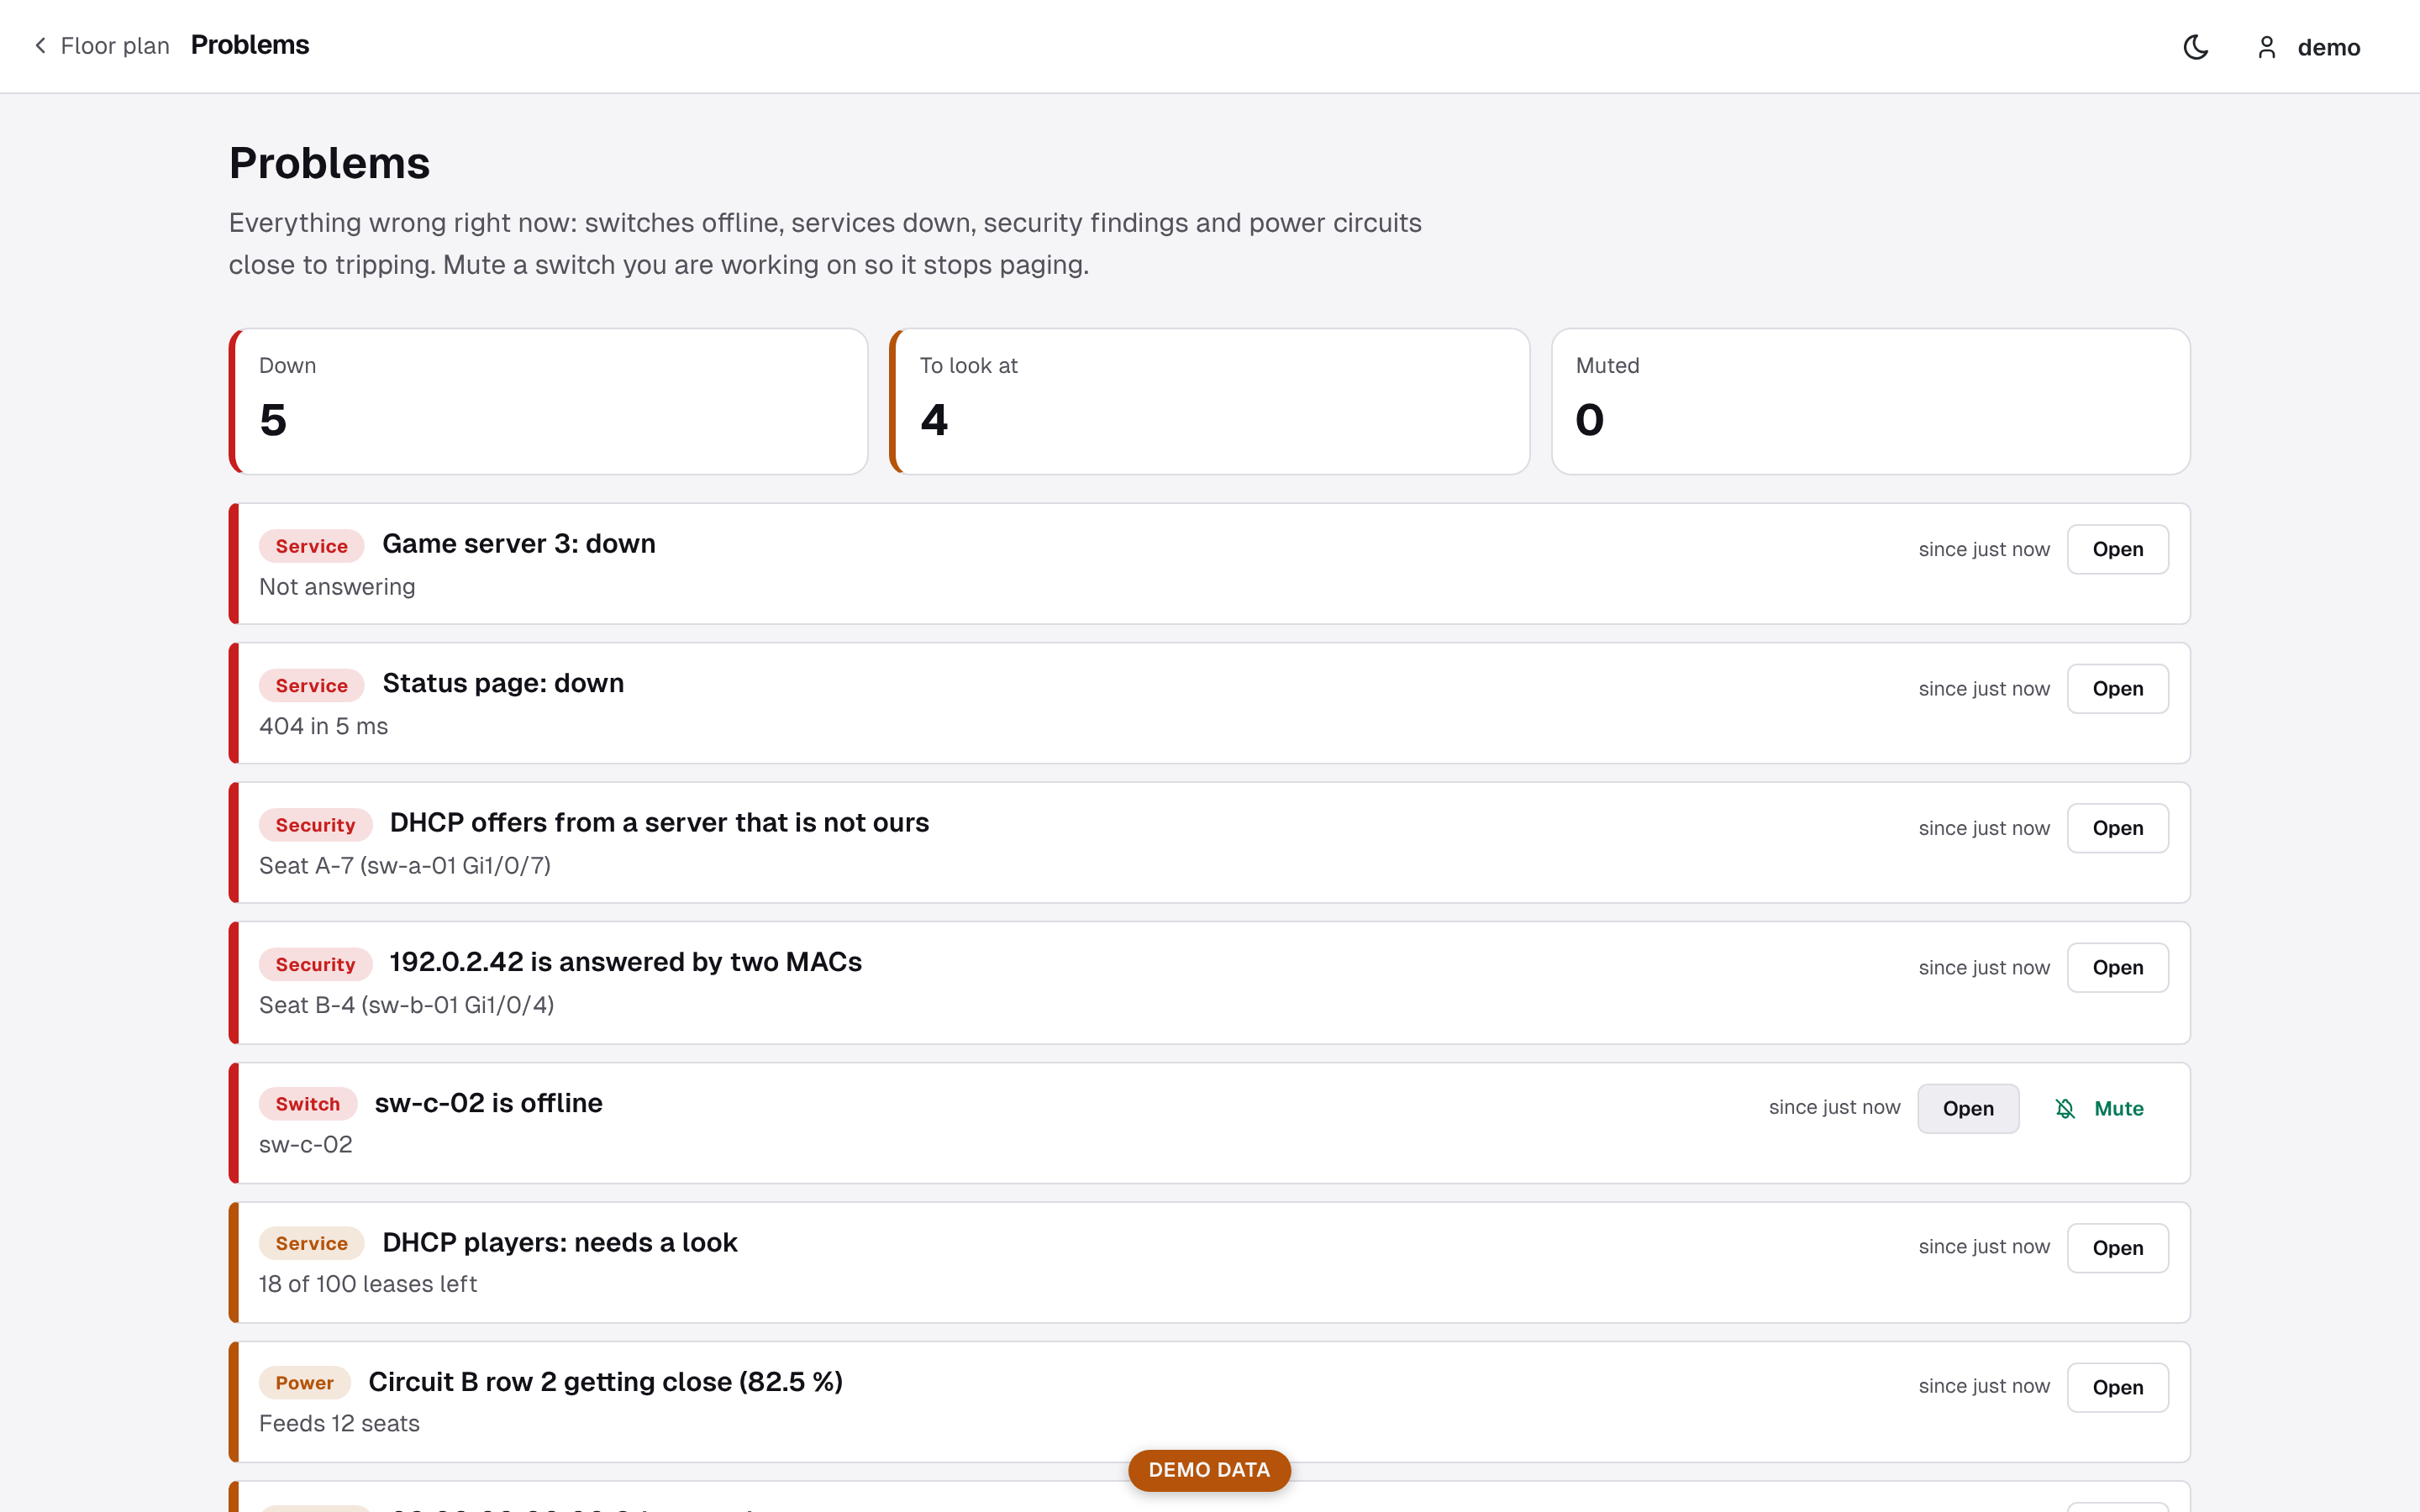 Floor plan Problems demo
Problems
Everything wrong right now: switches offline, services down, security findings and power circuits
close to tripping. Mute a switch you are working on so it stops paging.
Down To look at Muted
5 4 0
Service Game server 3: down since just now Open
Not answering
Service Status page: down since just now Open
404 in 5 ms
Security DHCP offers from a server that is not ours since just now Open
Seat A-7 (sw-a-01 Gi1/0/7)
Security 192.0.2.42 is answered by two MACs since just now Open
Seat B-4 (sw-b-01 Gi1/0/4)
Switch sw-c-02 is offline since just now Open Mute
sw-c-02
Service DHCP players: needs a look since just now Open
18 of 100 leases left
Power Circuit B row 2 getting close (82.5 %) since just now Open
Feeds 12 seats
DEMO DATA